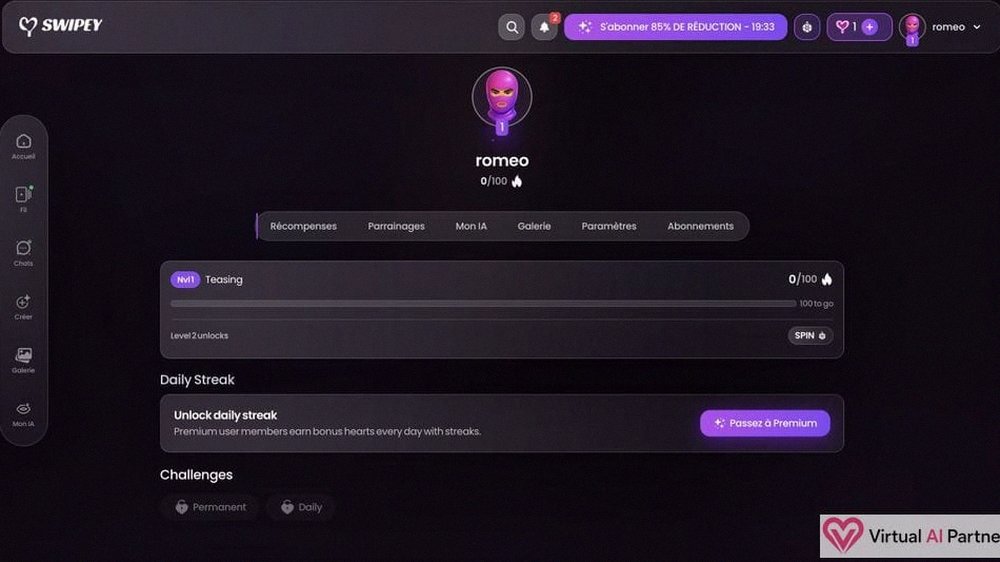 SWIPEY
2
S'abonner 85% DE RÉDUCTION - 19:33
1
romeo
1
1
romeo
0/100
Accueil
Fil
Chats
Créer
Galerie
Mon IA
Récompenses Parrainages Mon IA Galerie Paramètres Abonnements
Nvl 1 Teasing 0/100
100 to go
Level 2 unlocks SPIN
Daily Streak
Unlock daily streak
Premium user members earn bonus hearts every day with streaks.
Passez à Premium
Challenges
Permanent Daily
Virtual AI Partne